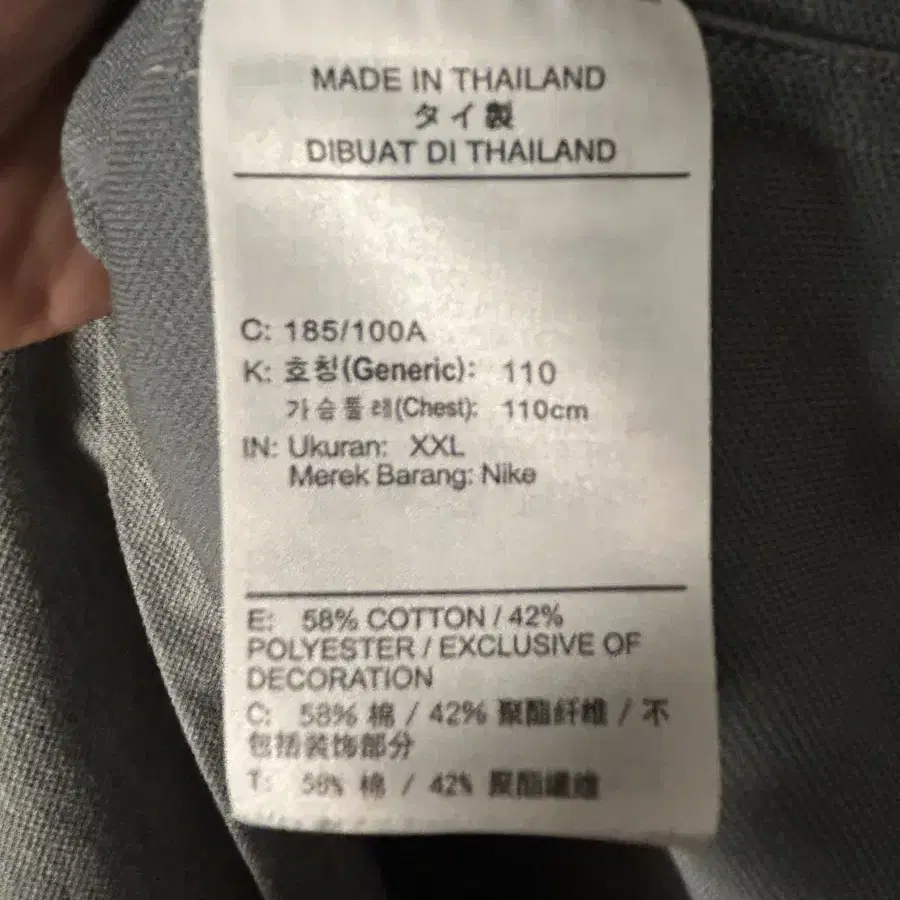 MADE IN THAILAND
タイ製
DIBUAT DI THAILAND
C: 185/100A
K: 호칭(Generic): 110
가슴둘레(Chest): 110cm
IN: Ukuran: XXL
Merek Barang: Nike
E: 58% COTTON / 42%
POLYESTER / EXCLUSIVE OF
DECORATION
C: 58% 棉 / 42% 聚酯纤维 / 不
包括装饰部分
T: 58% 棉 / 42% 聚酯纖維